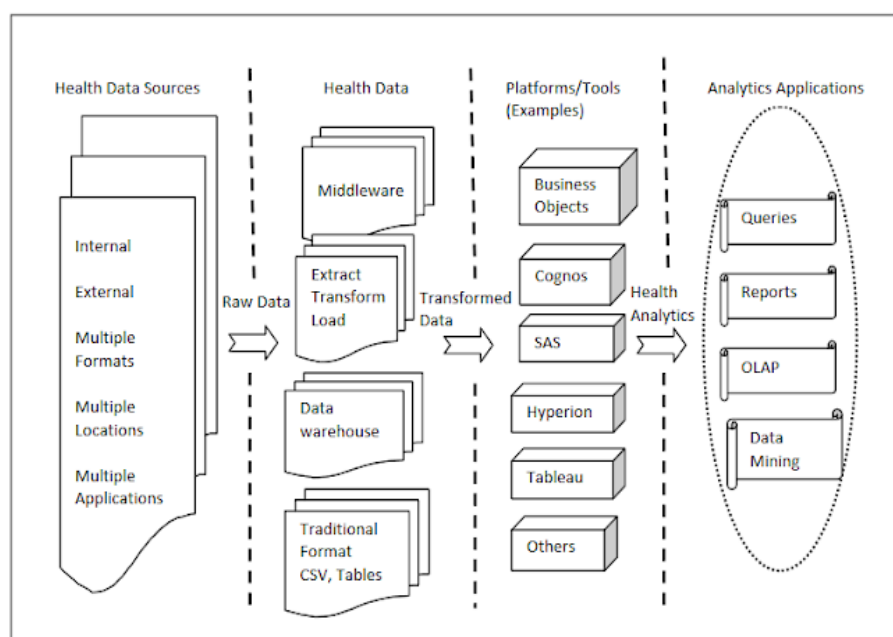 Health Data Sources
Internal
External
Multiple
Formats
Multiple
Locations
Multiple
Applications
Raw Data
Health Data
Middleware
Extract
Transform
Load
Data
warehouse
Traditional
Format
CSV, Tables
Transformed
Data
Platforms/Tools
(Examples)
Business
Objects
Cognos
SAS
Hyperion
Tableau
Others
Health
Analytics
Analytics Applications
Queries
Reports
OLAP
Data
Mining